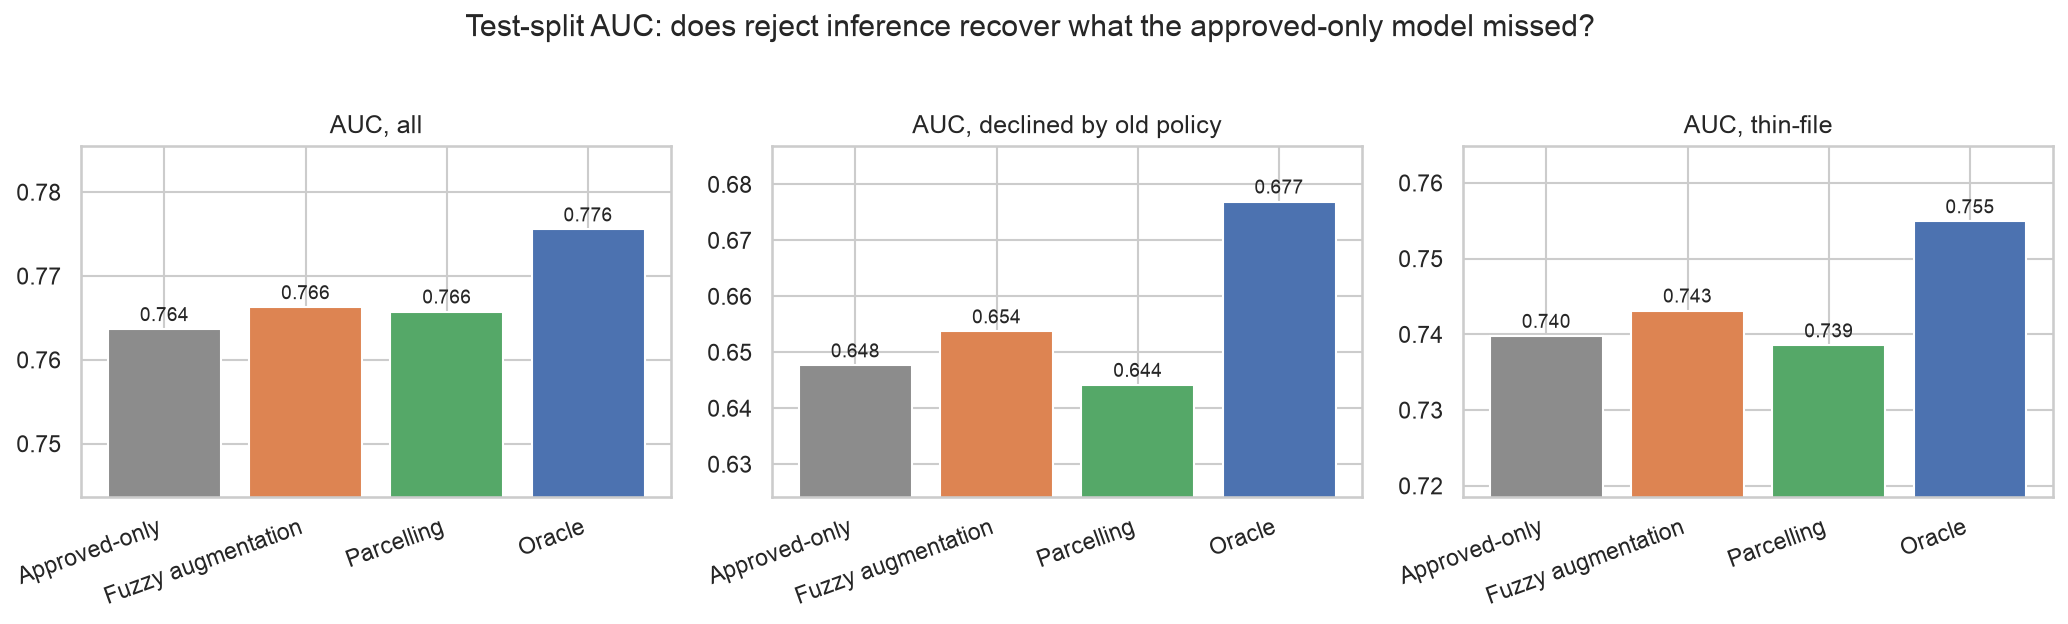 Test-split AUC: does reject inference recover what the approved-only model missed?
AUC, all
0.78
0.77
0.76
0.75
0.764
0.766
0.766
0.776
Approved-only
Fuzzy augmentation
Parcelling
Oracle
AUC, declined by old policy
0.68
0.67
0.66
0.65
0.64
0.63
0.648
0.654
0.644
0.677
Approved-only
Fuzzy augmentation
Parcelling
Oracle
AUC, thin-file
0.76
0.75
0.74
0.73
0.72
0.740
0.743
0.739
0.755
Approved-only
Fuzzy augmentation
Parcelling
Oracle